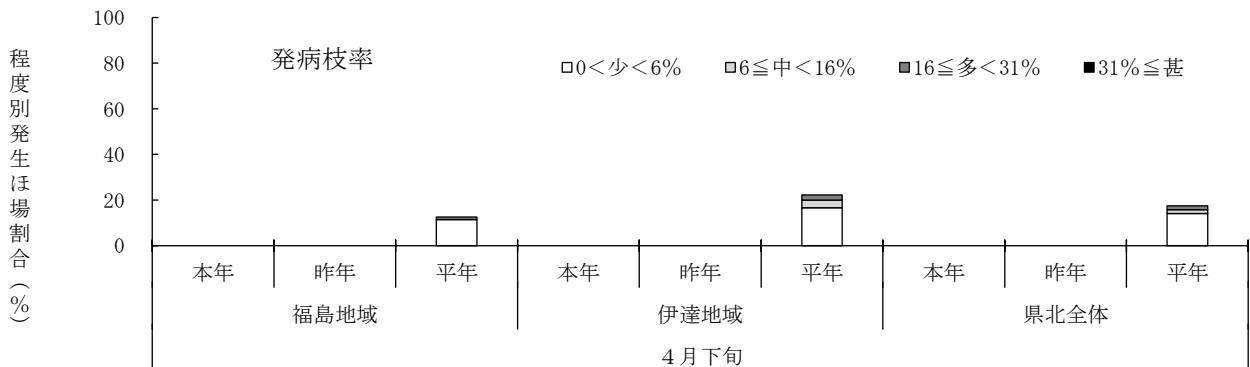 程度別発生ほ場割合（%）
100
80
60
40
20
0
発病枝率
□0＜少＜6%　□6≦中＜16%　■16≦多＜31%　■31%≦甚
本年　昨年　平年　本年　昨年　平年　本年　昨年　平年
福島地域　伊達地域　県北全体
４月下旬